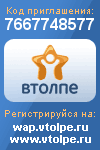 Код приглашения:
7667748577
ВТОЛПЕ
Регистрируйся на:
wap.vtolpe.ru
www.vtolpe.ru